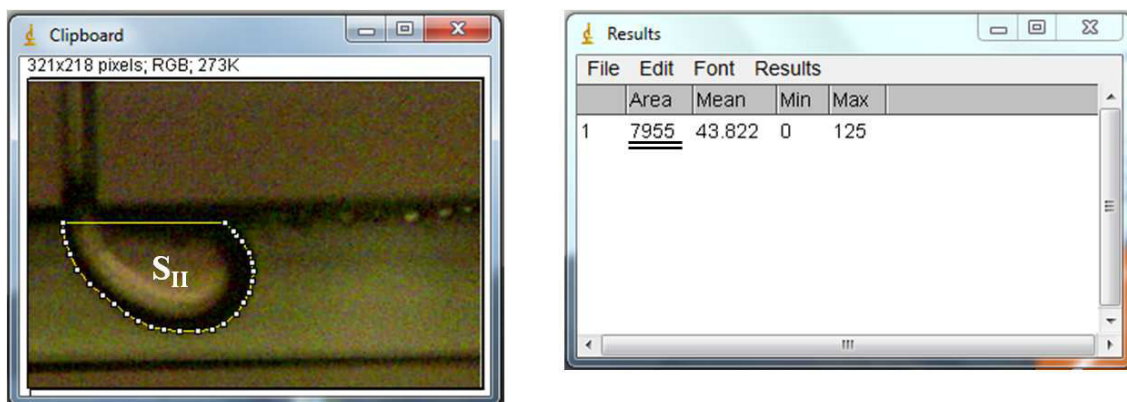 Clipboard
321x218 pixels; RGB; 273K
S_II
Results
File Edit Font Results
Area Mean Min Max
1 7955 43.822 0 125